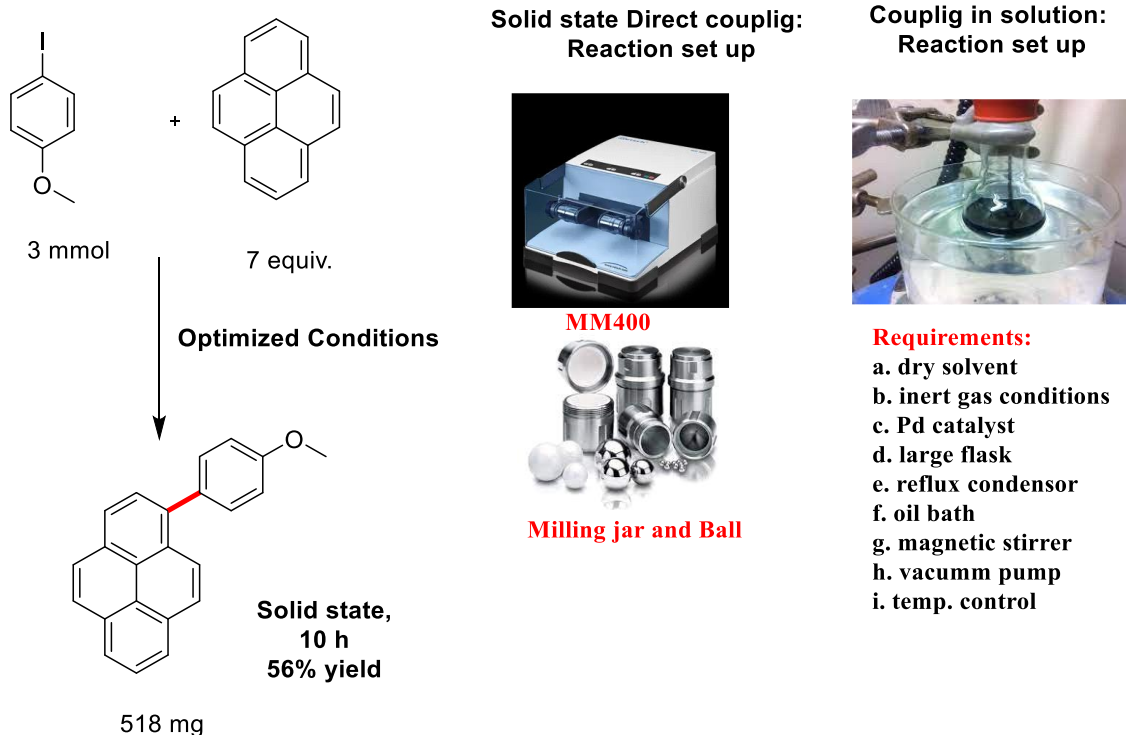 Solid state Direct couplig:
Reaction set up
Couplig in solution:
Reaction set up
I
+
O
3 mmol
7 equiv.
Optimized Conditions
O
Solid state,
10 h
56% yield
518 mg
MM400
Milling jar and Ball
Requirements:
a. dry solvent
b. inert gas conditions
c. Pd catalyst
d. large flask
e. reflux condensor
f. oil bath
g. magnetic stirrer
h. vacumm pump
i. temp. control